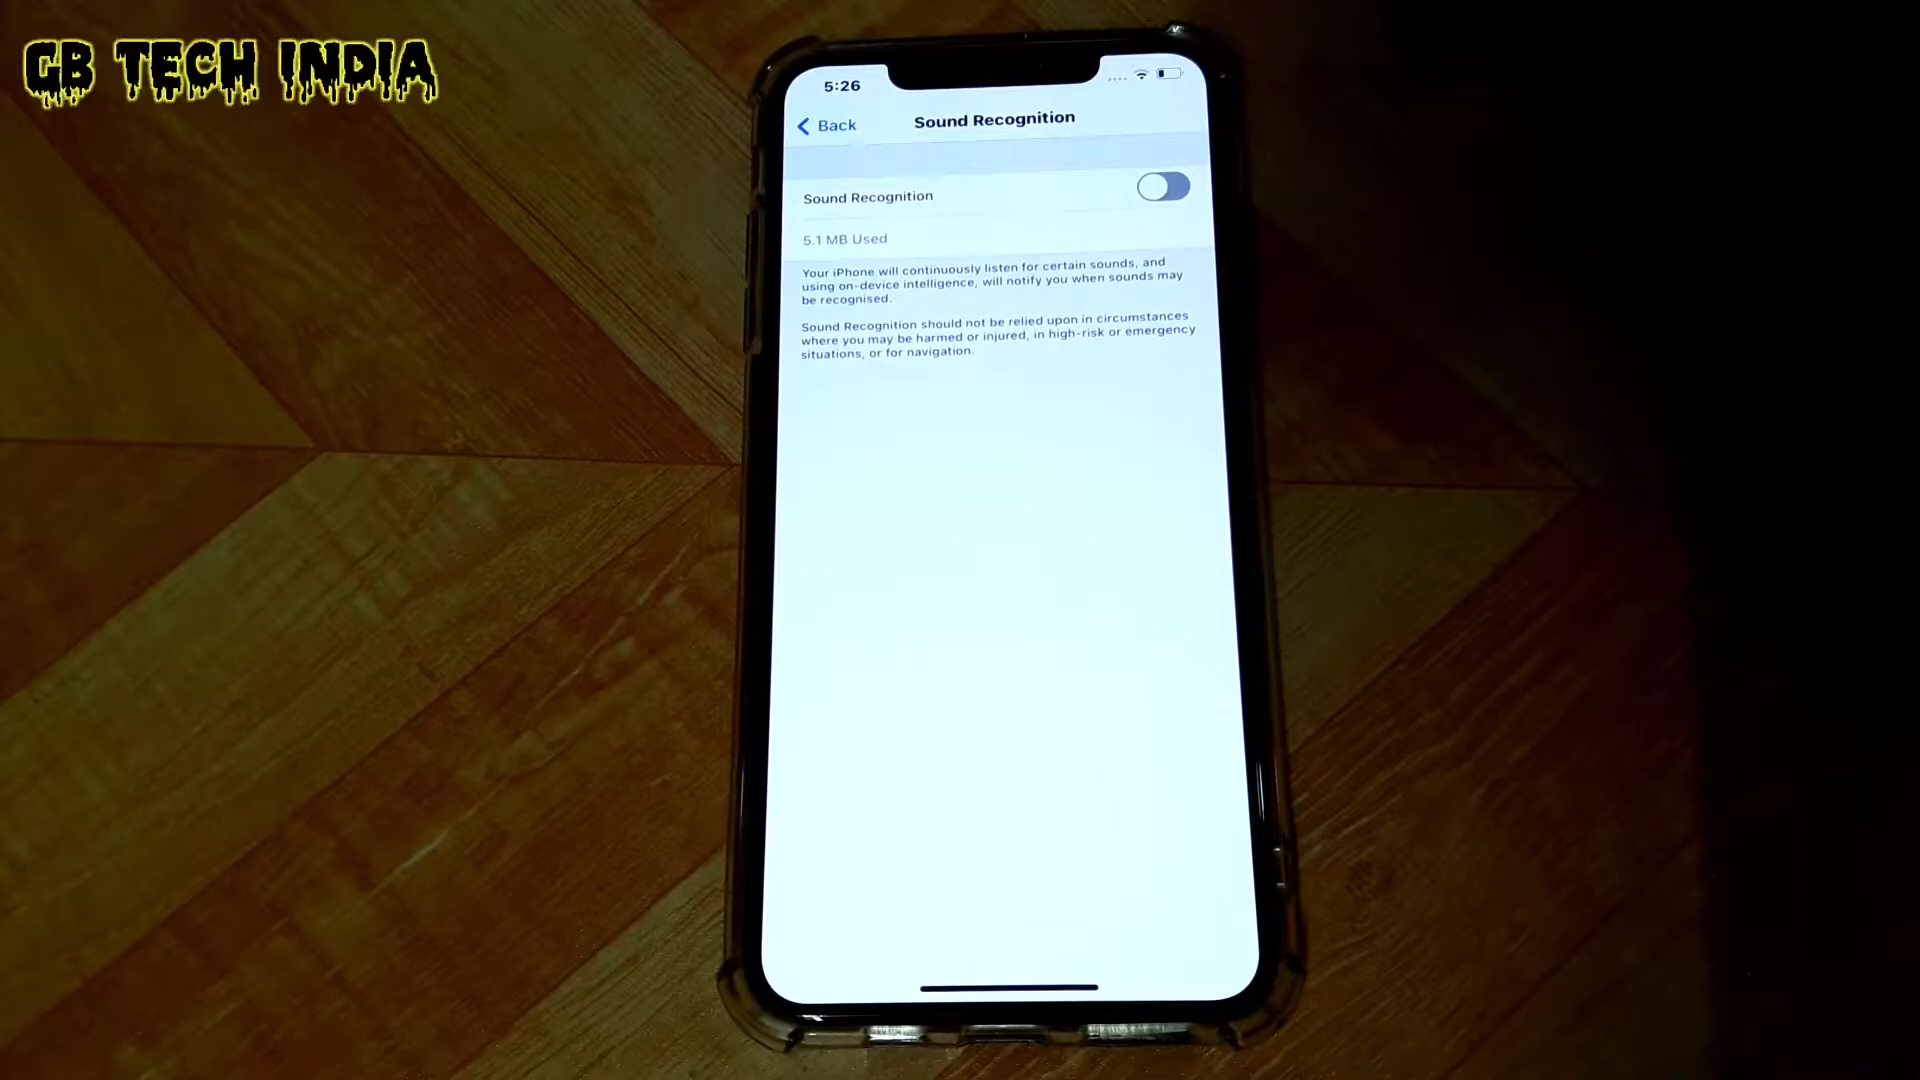 GB TECH INDIA
5:26
Back
Sound Recognition
Sound Recognition
5.1 MB Used
Your iPhone will continuously listen for certain sounds, and
using on-device intelligence, will notify you when sounds may
be recognised.
Sound Recognition should not be relied upon in circumstances
where you may be harmed or injured, in high-risk or emergency
situations, or for navigation.